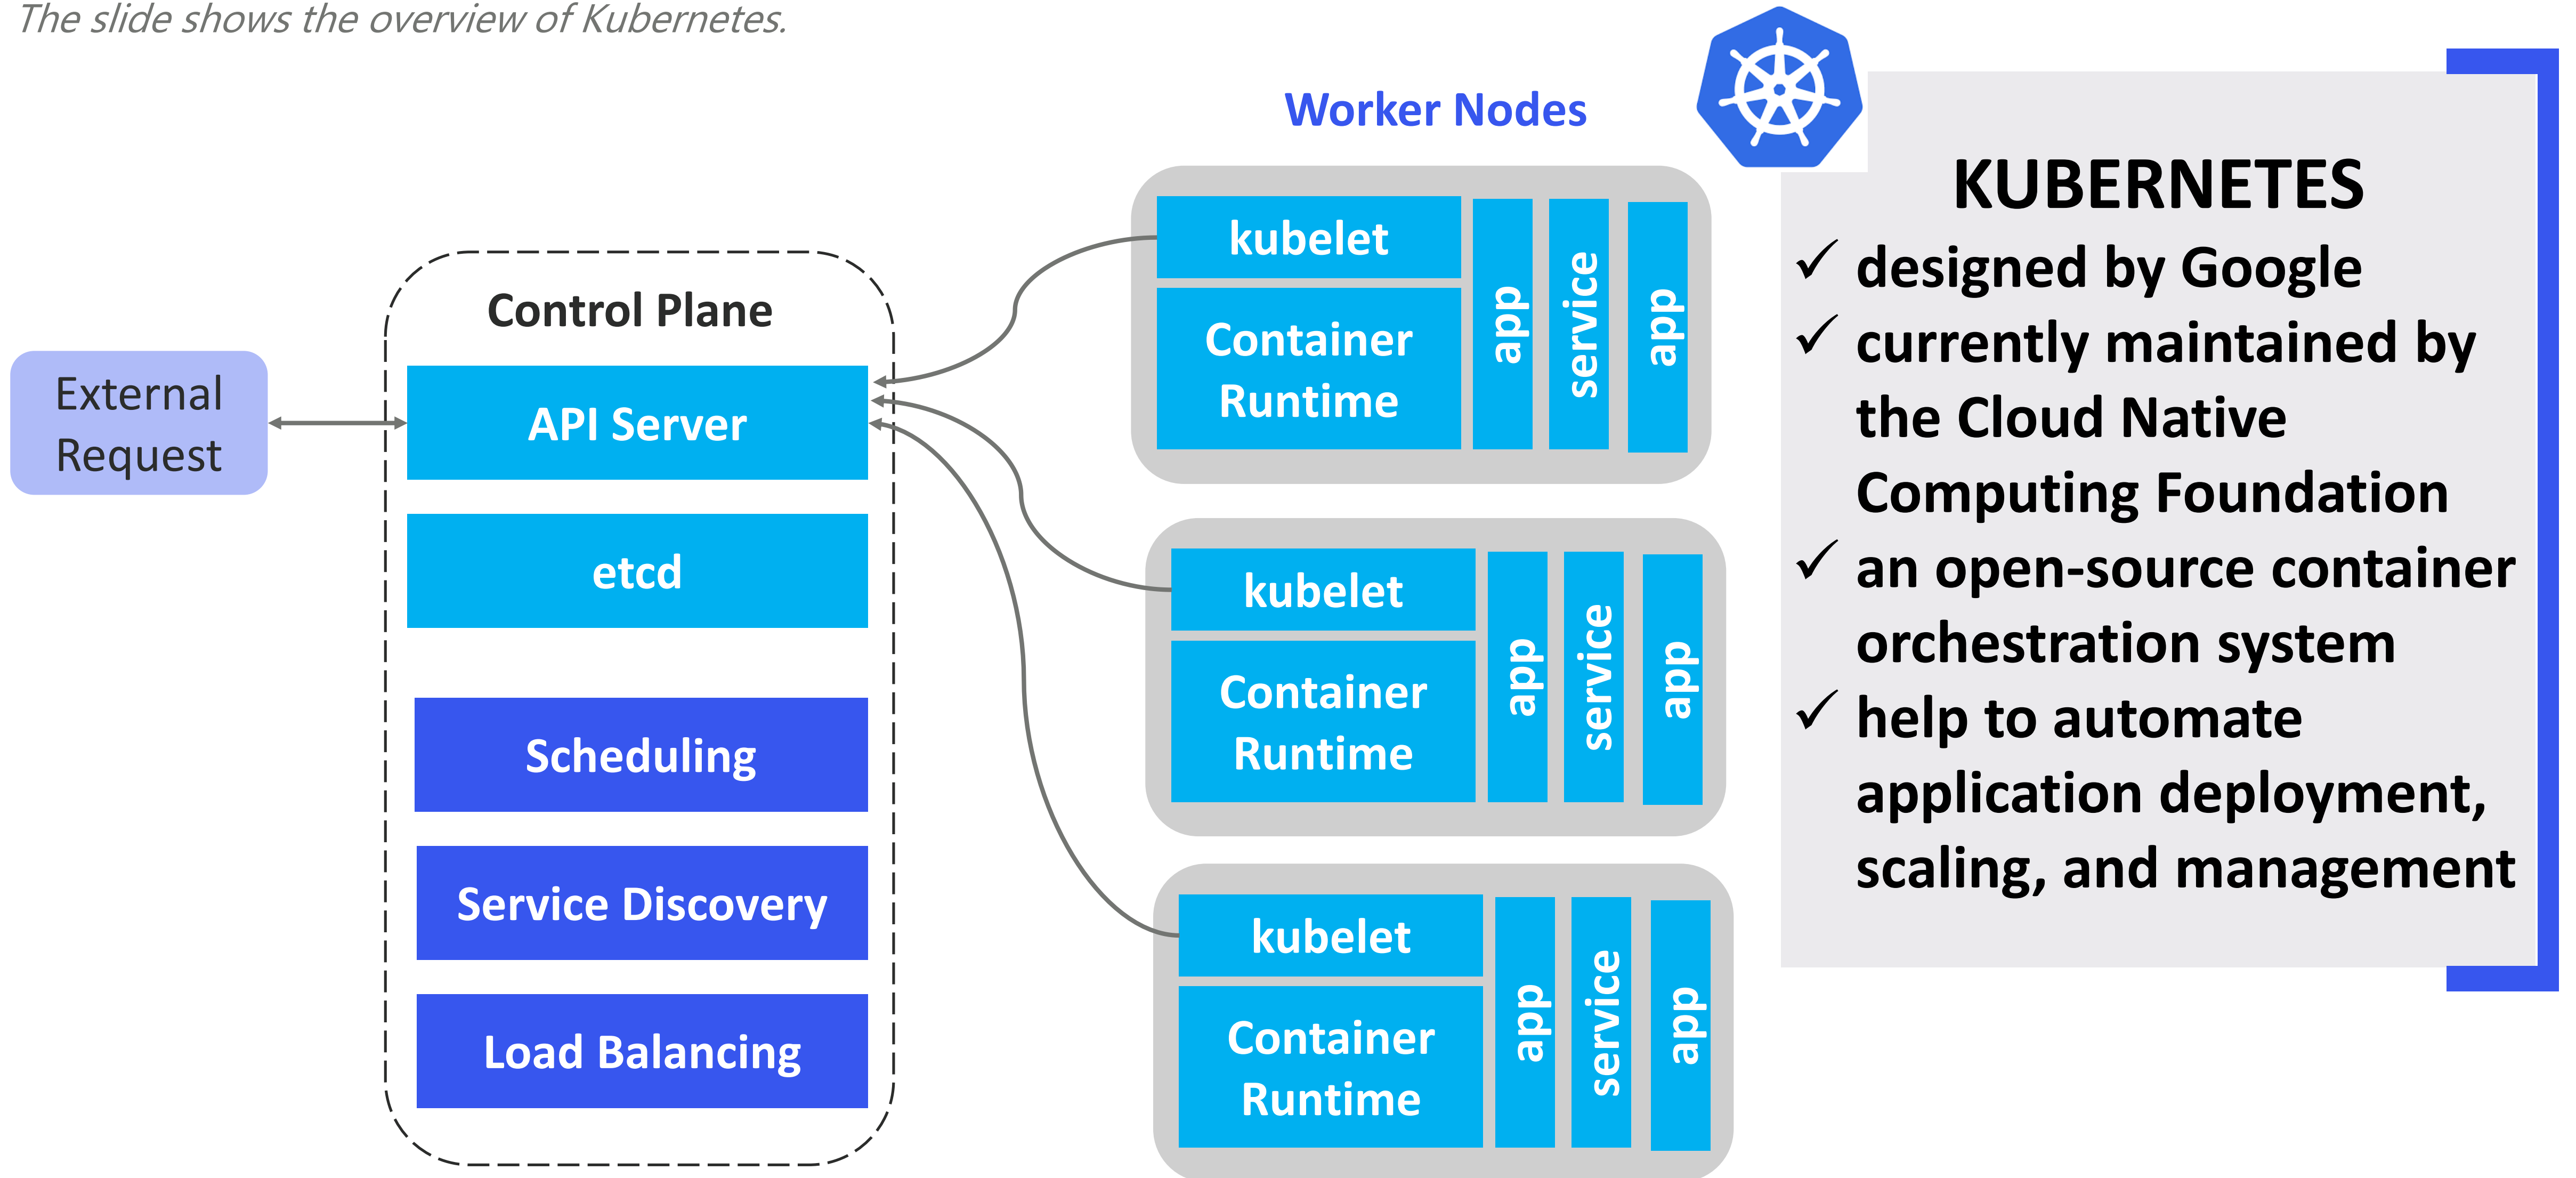 The slide shows the overview of Kubernetes.
External
Request
Control Plane
API Server
etcd
Scheduling
Service Discovery
Load Balancing
Worker Nodes
kubelet
Container
Runtime
app
service
app
kubelet
Container
Runtime
app
service
app
kubelet
Container
Runtime
app
service
app
KUBERNETES
✓ designed by Google
✓ currently maintained by
the Cloud Native
Computing Foundation
✓ an open-source container
orchestration system
✓ help to automate
application deployment,
scaling, and management